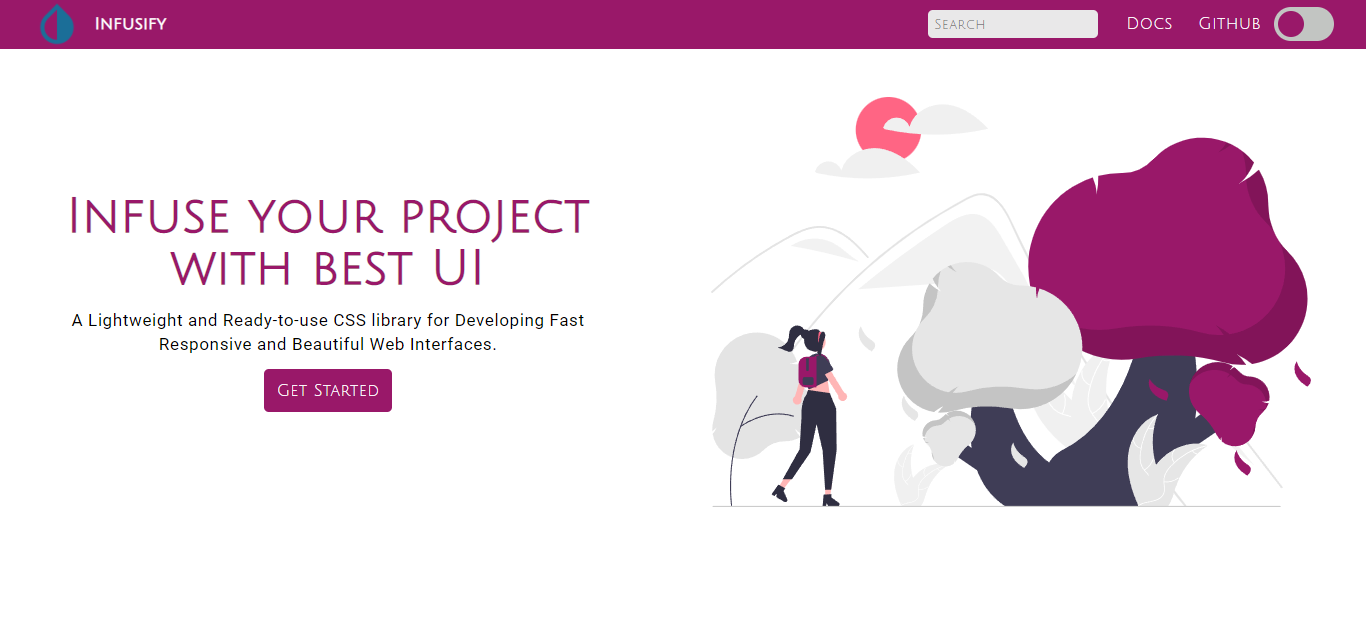 Infusify
Search
Docs
Github
Infuse your project
with best UI
A Lightweight and Ready-to-use CSS library for Developing Fast
Responsive and Beautiful Web Interfaces.
Get Started